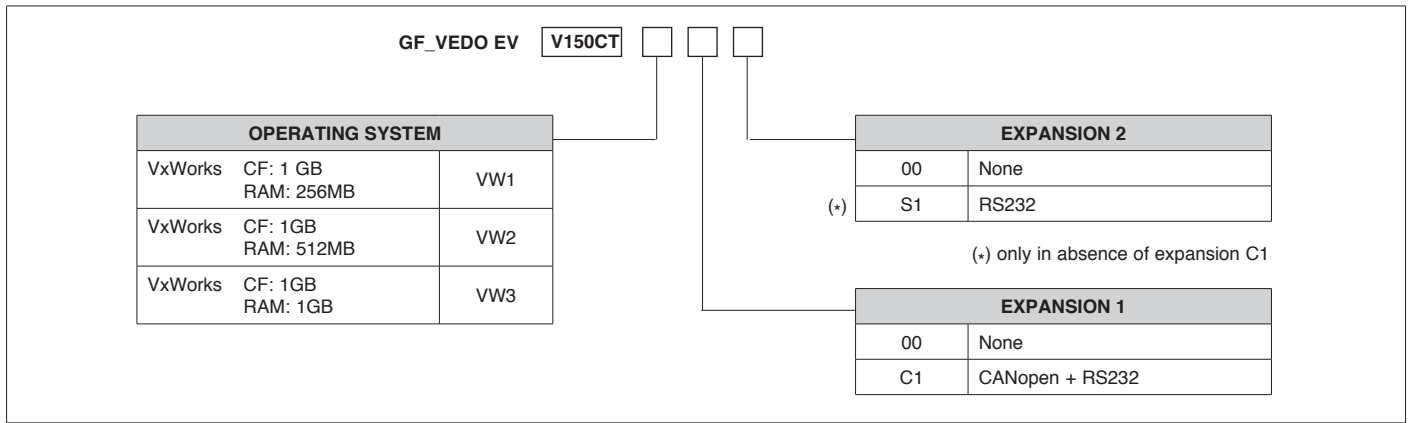 GF_VEDO EV V150CT
OPERATING SYSTEM
VxWorks CF: 1 GB
RAM: 256MB
VW1
VxWorks CF: 1GB
RAM: 512MB
VW2
VxWorks CF: 1GB
RAM: 1GB
VW3
EXPANSION 2
00 None
(*) S1 RS232
(*) only in absence of expansion C1
EXPANSION 1
00 None
C1 CANopen + RS232